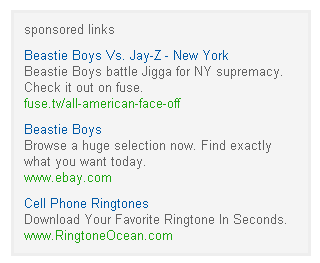 sponsored links
Beastie Boys Vs. Jay-Z - New York
Beastie Boys battle Jigga for NY supremacy.
Check it out on fuse.
fuse.tv/all-american-face-off
Beastie Boys
Browse a huge selection now. Find exactly
what you want today.
www.ebay.com
Cell Phone Ringtones
Download Your Favorite Ringtone In Seconds.
www.RingtoneOcean.com